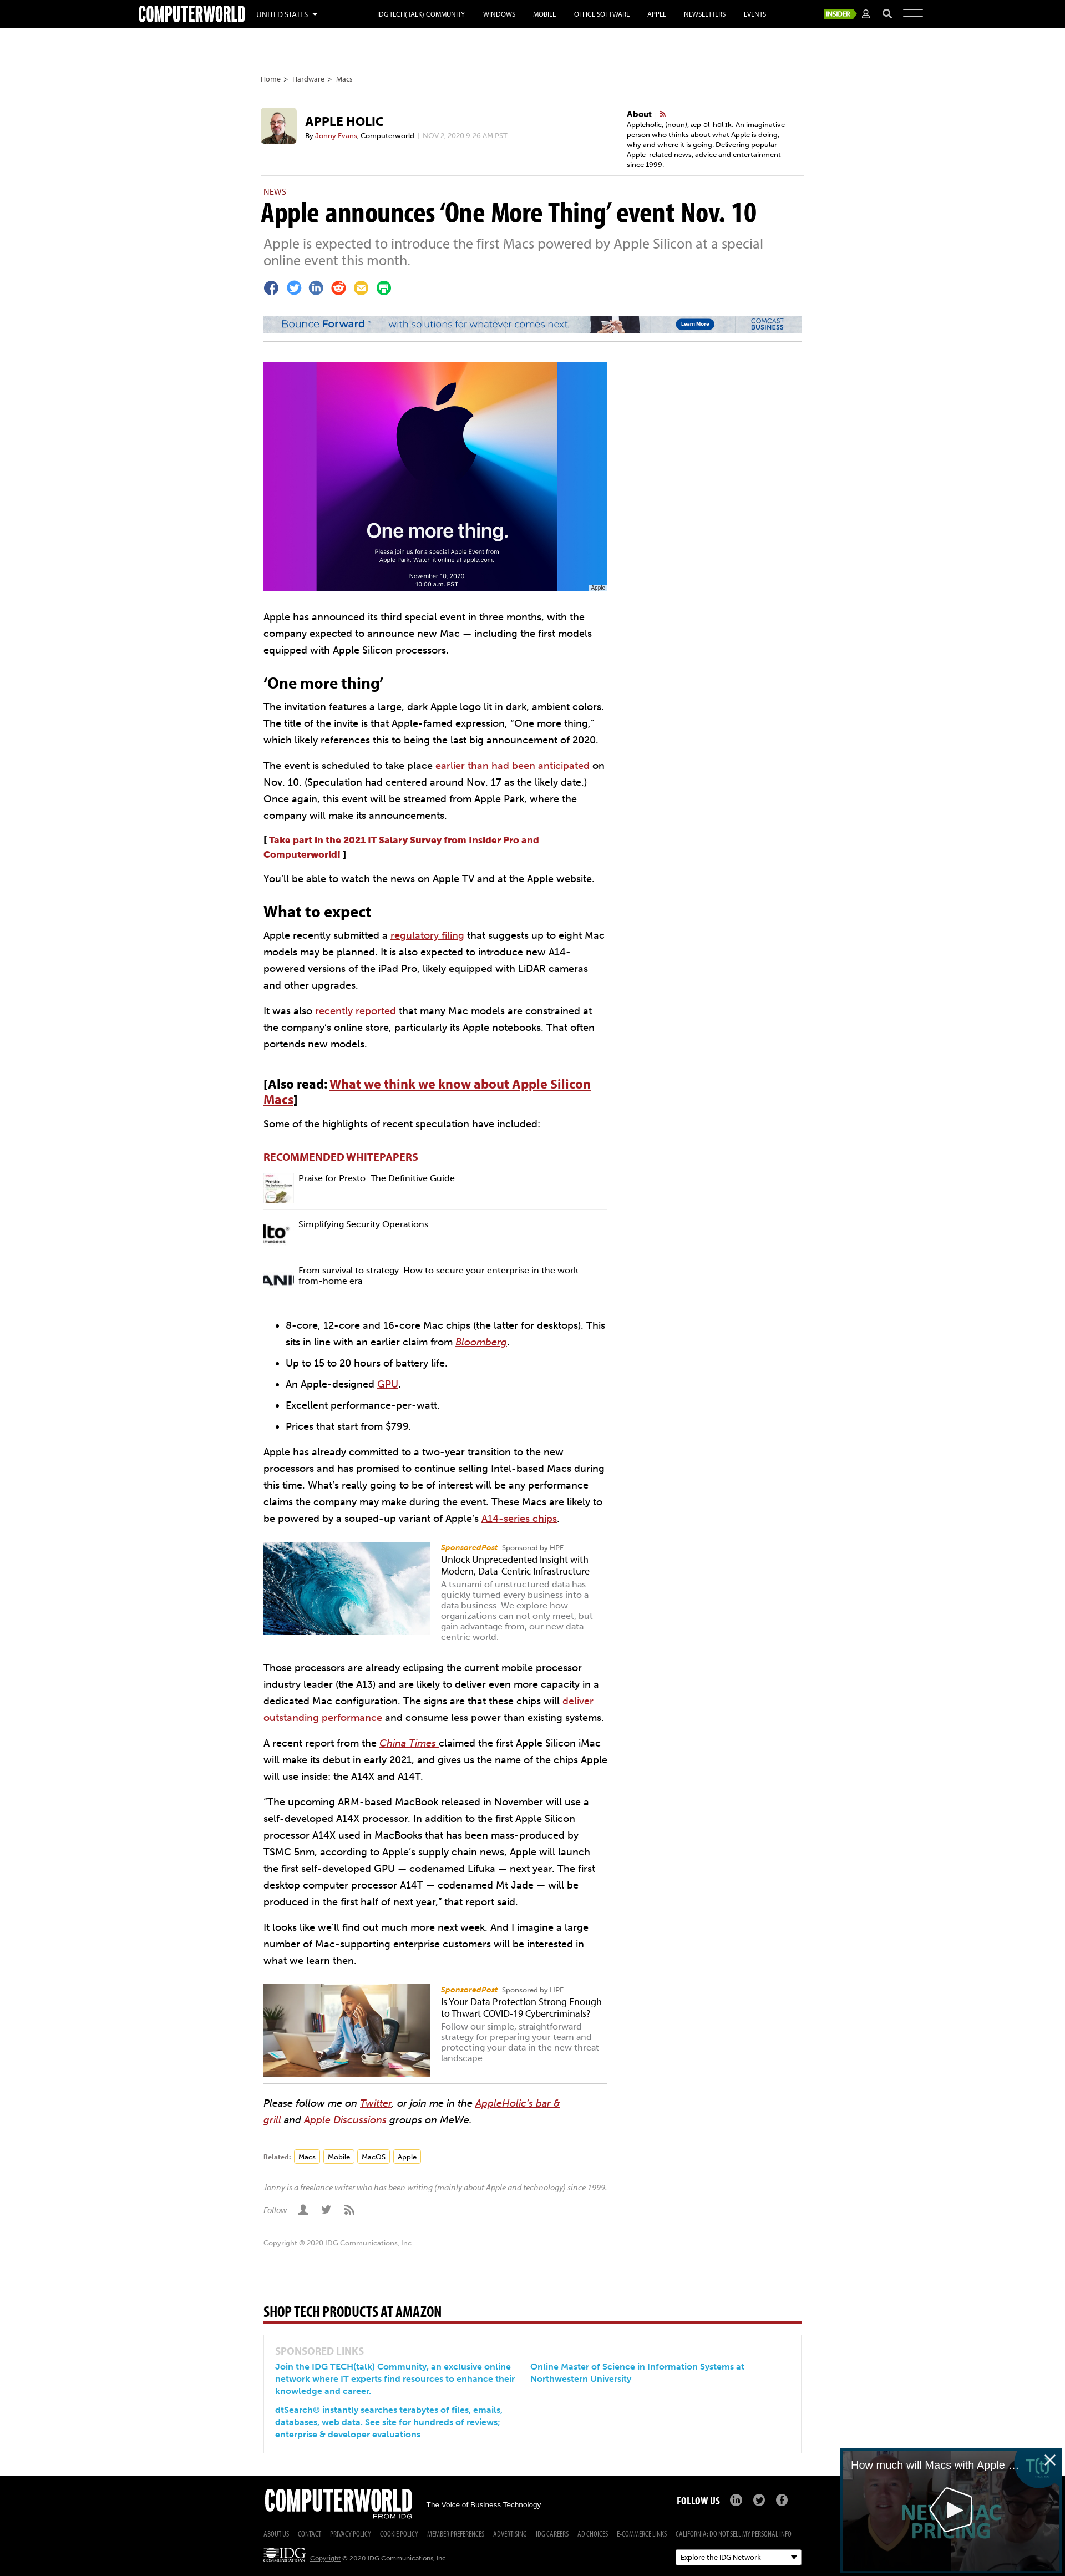 COMPUTERWORLD
UNITED STATES
IDG TECH(TALK) COMMUNITY
WINDOWS
MOBILE
OFFICE SOFTWARE
APPLE
NEWSLETTERS
EVENTS
INSIDER
Home > Hardware > Macs
APPLE HOLIC
By Jonny Evans, Computerworld | NOV 2, 2020 9:26 AM PST
About
Appleholic, (noun), æp·əl-hɑl·ɪk: An imaginative
person who thinks about what Apple is doing,
why and where it is going. Delivering popular
Apple-related news, advice and entertainment
since 1999.
NEWS
Apple announces ‘One More Thing’ event Nov. 10
Apple is expected to introduce the first Macs powered by Apple Silicon at a special
online event this month.
Bounce Forward™ with solutions for whatever comes next.
Learn More
COMCAST
BUSINESS
One more thing.
Please join us for a special Apple Event from
Apple Park. Watch it online at apple.com.
November 10, 2020
10:00 a.m. PST
Apple
Apple has announced its third special event in three months, with the
company expected to announce new Mac — including the first models
equipped with Apple Silicon processors.
‘One more thing’
The invitation features a large, dark Apple logo lit in dark, ambient colors.
The title of the invite is that Apple-famed expression, “One more thing,"
which likely references this to being the last big announcement of 2020.
The event is scheduled to take place earlier than had been anticipated on
Nov. 10. (Speculation had centered around Nov. 17 as the likely date.)
Once again, this event will be streamed from Apple Park, where the
company will make its announcements.
[ Take part in the 2021 IT Salary Survey from Insider Pro and
Computerworld! ]
You’ll be able to watch the news on Apple TV and at the Apple website.
What to expect
Apple recently submitted a regulatory filing that suggests up to eight Mac
models may be planned. It is also expected to introduce new A14-
powered versions of the iPad Pro, likely equipped with LiDAR cameras
and other upgrades.
It was also recently reported that many Mac models are constrained at
the company’s online store, particularly its Apple notebooks. That often
portends new models.
[Also read: What we think we know about Apple Silicon
Macs]
Some of the highlights of recent speculation have included:
RECOMMENDED WHITEPAPERS
Presto
The Definitive Guide
Praise for Presto: The Definitive Guide
lto
TWORKS
Simplifying Security Operations
ANI
From survival to strategy. How to secure your enterprise in the work-
from-home era
• 8-core, 12-core and 16-core Mac chips (the latter for desktops). This
sits in line with an earlier claim from Bloomberg.
• Up to 15 to 20 hours of battery life.
• An Apple-designed GPU.
• Excellent performance-per-watt.
• Prices that start from $799.
Apple has already committed to a two-year transition to the new
processors and has promised to continue selling Intel-based Macs during
this time. What’s really going to be of interest will be any performance
claims the company may make during the event. These Macs are likely to
be powered by a souped-up variant of Apple’s A14-series chips.
SponsoredPost Sponsored by HPE
Unlock Unprecedented Insight with
Modern, Data-Centric Infrastructure
A tsunami of unstructured data has
quickly turned every business into a
data business. We explore how
organizations can not only meet, but
gain advantage from, our new data-
centric world.
Those processors are already eclipsing the current mobile processor
industry leader (the A13) and are likely to deliver even more capacity in a
dedicated Mac configuration. The signs are that these chips will deliver
outstanding performance and consume less power than existing systems.
A recent report from the China Times claimed the first Apple Silicon iMac
will make its debut in early 2021, and gives us the name of the chips Apple
will use inside: the A14X and A14T.
"The upcoming ARM-based MacBook released in November will use a
self-developed A14X processor. In addition to the first Apple Silicon
processor A14X used in MacBooks that has been mass-produced by
TSMC 5nm, according to Apple’s supply chain news, Apple will launch
the first self-developed GPU — codenamed Lifuka — next year. The first
desktop computer processor A14T — codenamed Mt Jade — will be
produced in the first half of next year,” that report said.
It looks like we’ll find out much more next week. And I imagine a large
number of Mac-supporting enterprise customers will be interested in
what we learn then.
SponsoredPost Sponsored by HPE
Is Your Data Protection Strong Enough
to Thwart COVID-19 Cybercriminals?
Follow our simple, straightforward
strategy for preparing your team and
protecting your data in the new threat
landscape.
Please follow me on Twitter, or join me in the AppleHolic’s bar &
grill and Apple Discussions groups on MeWe.
Related: Macs Mobile MacOS Apple
Jonny is a freelance writer who has been writing (mainly about Apple and technology) since 1999.
Follow
Copyright © 2020 IDG Communications, Inc.
SHOP TECH PRODUCTS AT AMAZON
SPONSORED LINKS
Join the IDG TECH(talk) Community, an exclusive online
network where IT experts find resources to enhance their
knowledge and career.
dtSearch® instantly searches terabytes of files, emails,
databases, web data. See site for hundreds of reviews;
enterprise & developer evaluations
Online Master of Science in Information Systems at
Northwestern University
How much will Macs with Apple ...
T(t)
NEW MAC
PRICING
COMPUTERWORLD
FROM IDG
The Voice of Business Technology
FOLLOW US
ABOUT US CONTACT PRIVACY POLICY COOKIE POLICY MEMBER PREFERENCES ADVERTISING IDG CAREERS AD CHOICES E-COMMERCE LINKS CALIFORNIA: DO NOT SELL MY PERSONAL INFO
IDG
COMMUNICATIONS
Copyright © 2020 IDG Communications, Inc.
Explore the IDG Network